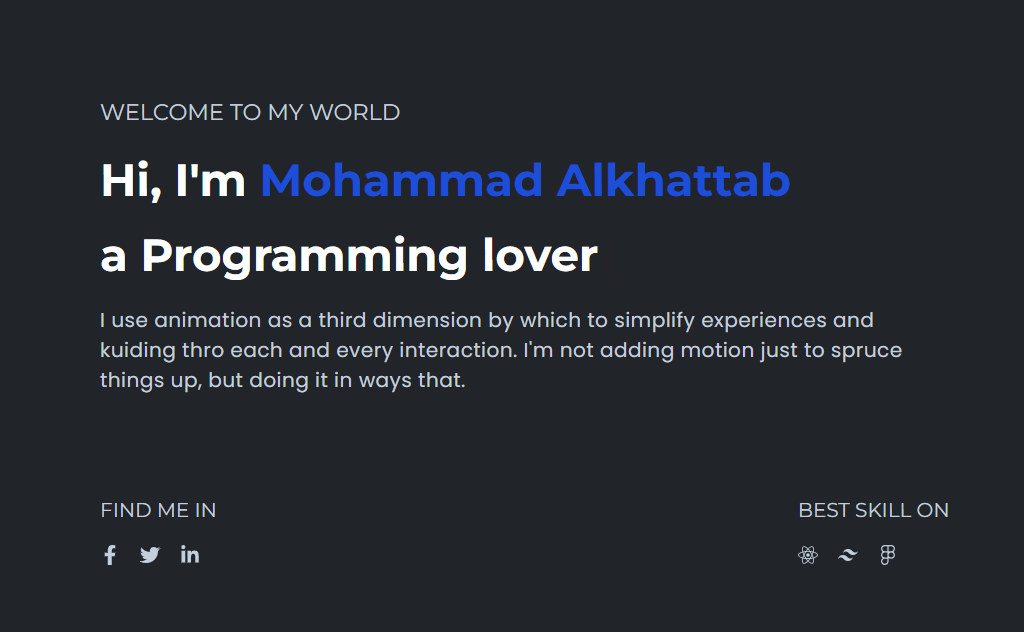 WELCOME TO MY WORLD
Hi, I'm Mohammad Alkhattab
a Programming lover
I use animation as a third dimension by which to simplify experiences and
kuiding thro each and every interaction. I'm not adding motion just to spruce
things up, but doing it in ways that.
FIND ME IN
BEST SKILL ON